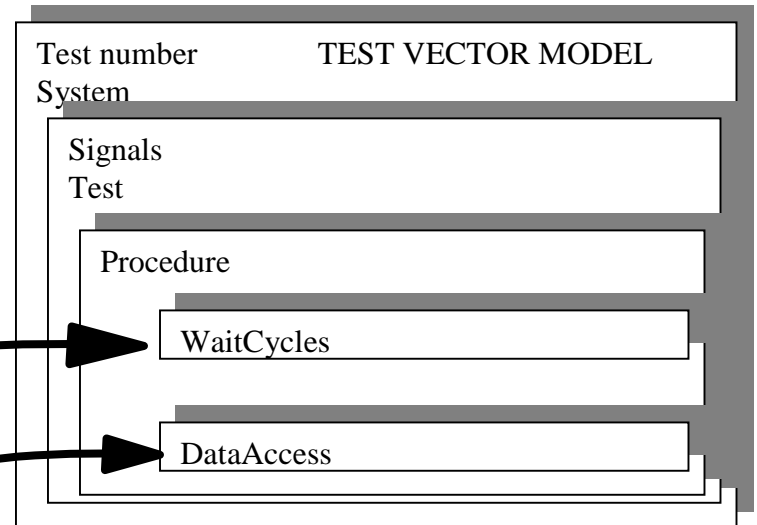 Test number TEST VECTOR MODEL
System
Signals
Test
Procedure
WaitCycles
DataAccess